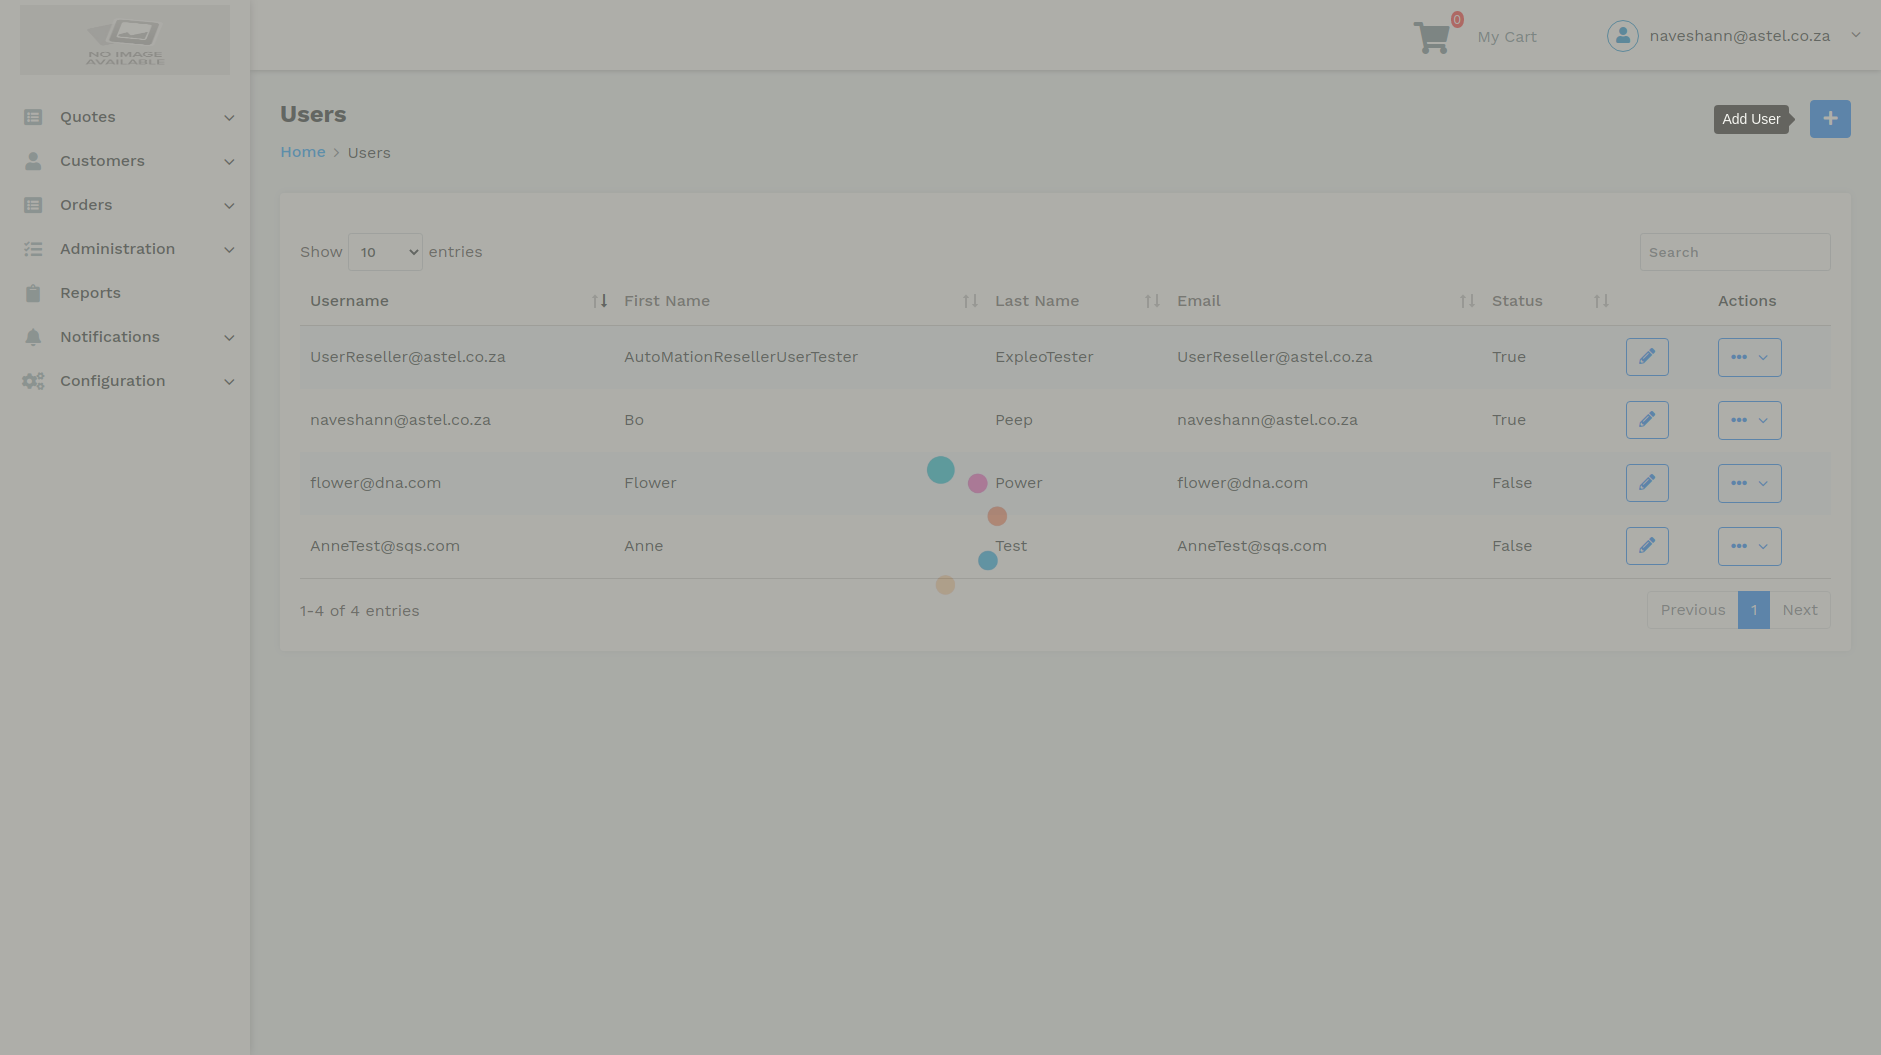 NO IMAGE
AVAILABLE
0
My Cart
naveshann@astel.co.za
Quotes
Customers
Orders
Administration
Reports
Notifications
Configuration
Users
Add User
Home > Users
Show 10 entries
Search
Username First Name Last Name Email Status Actions
UserReseller@astel.co.za AutoMationResellerUserTester ExpleoTester UserReseller@astel.co.za True
naveshann@astel.co.za Bo Peep naveshann@astel.co.za True
flower@dna.com Flower Power flower@dna.com False
AnneTest@sqs.com Anne Test AnneTest@sqs.com False
1-4 of 4 entries
Previous 1 Next